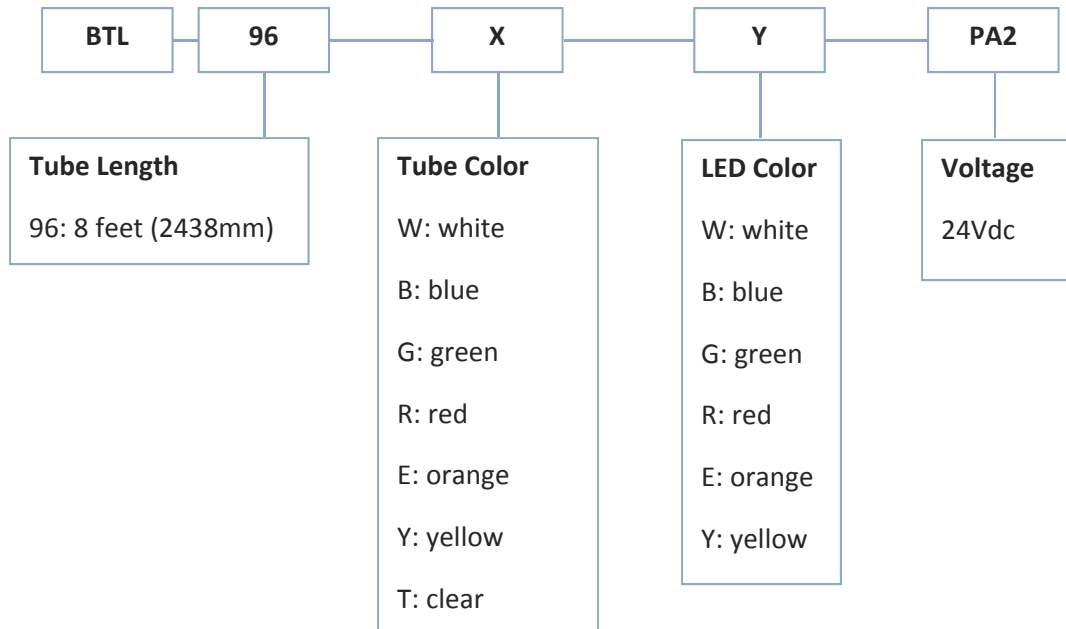 BTL 96 X Y PA2
Tube Length
96: 8 feet (2438mm)
Tube Color
W: white
B: blue
G: green
R: red
E: orange
Y: yellow
T: clear
LED Color
W: white
B: blue
G: green
R: red
E: orange
Y: yellow
Voltage
24Vdc